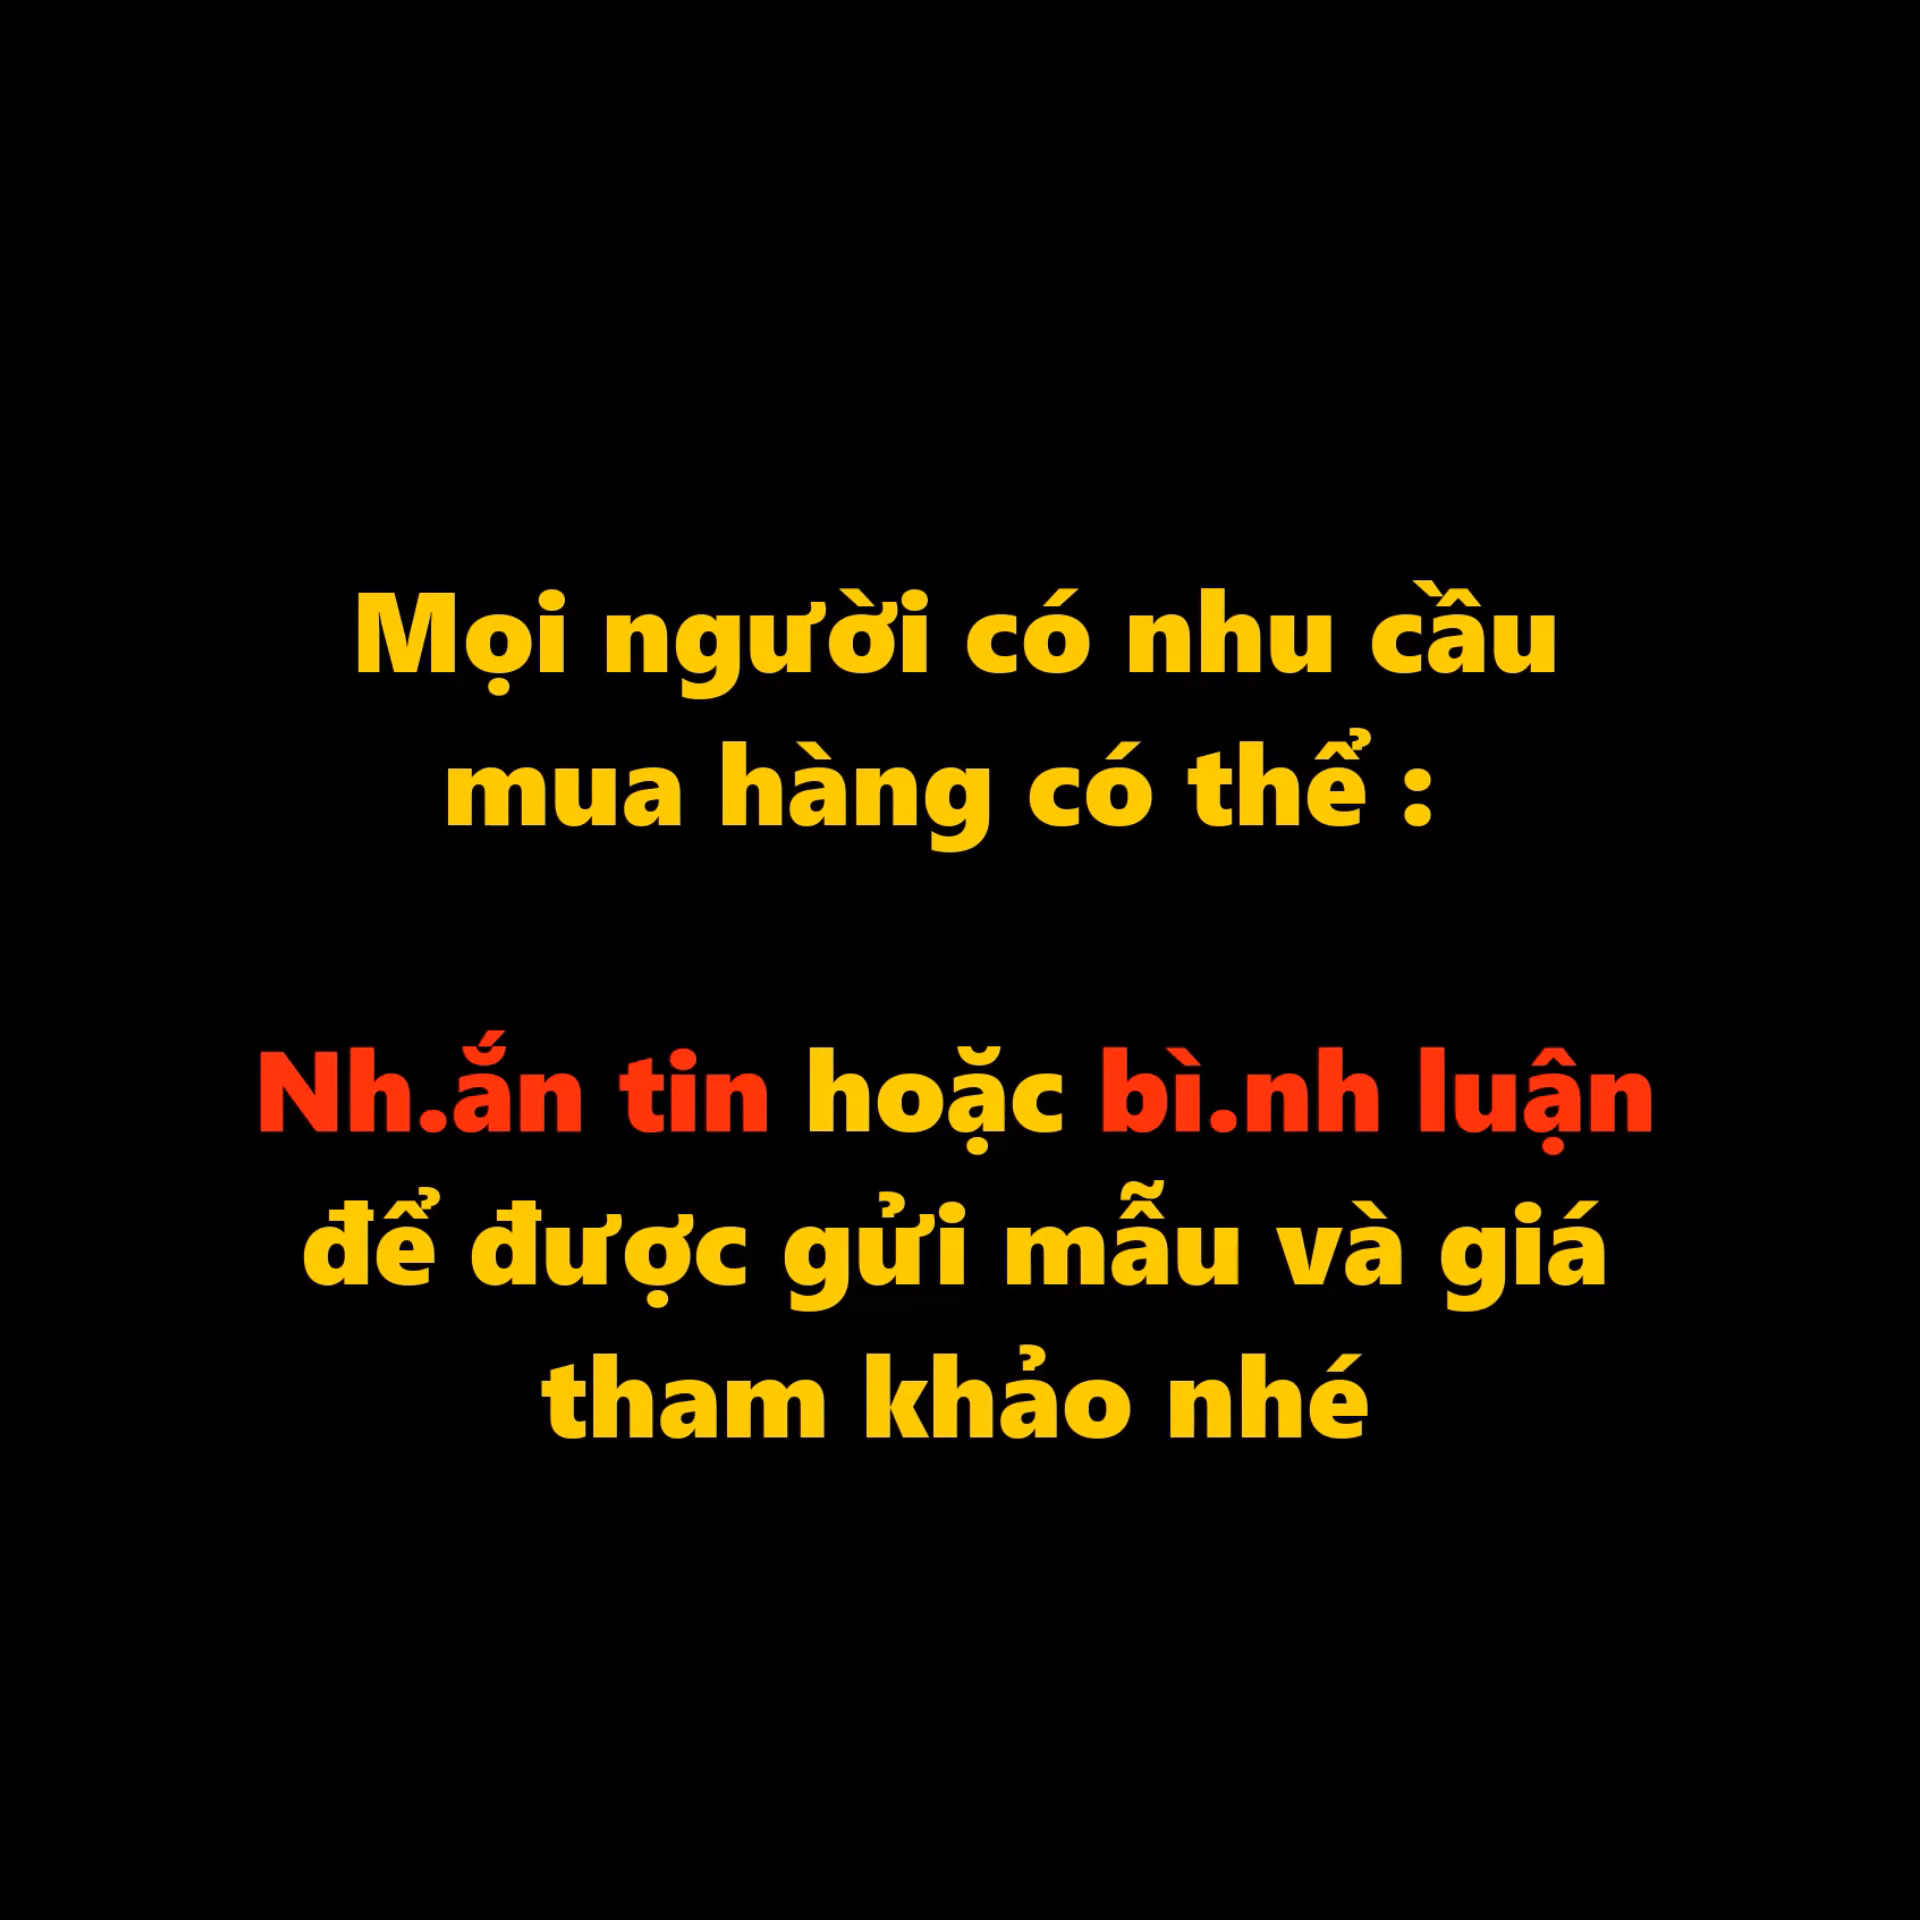 Mọi người có nhu cầu
mua hàng có thể :
Nh.ắn tin hoặc bì.nh luận
để được gửi mẫu và giá
tham khảo nhé